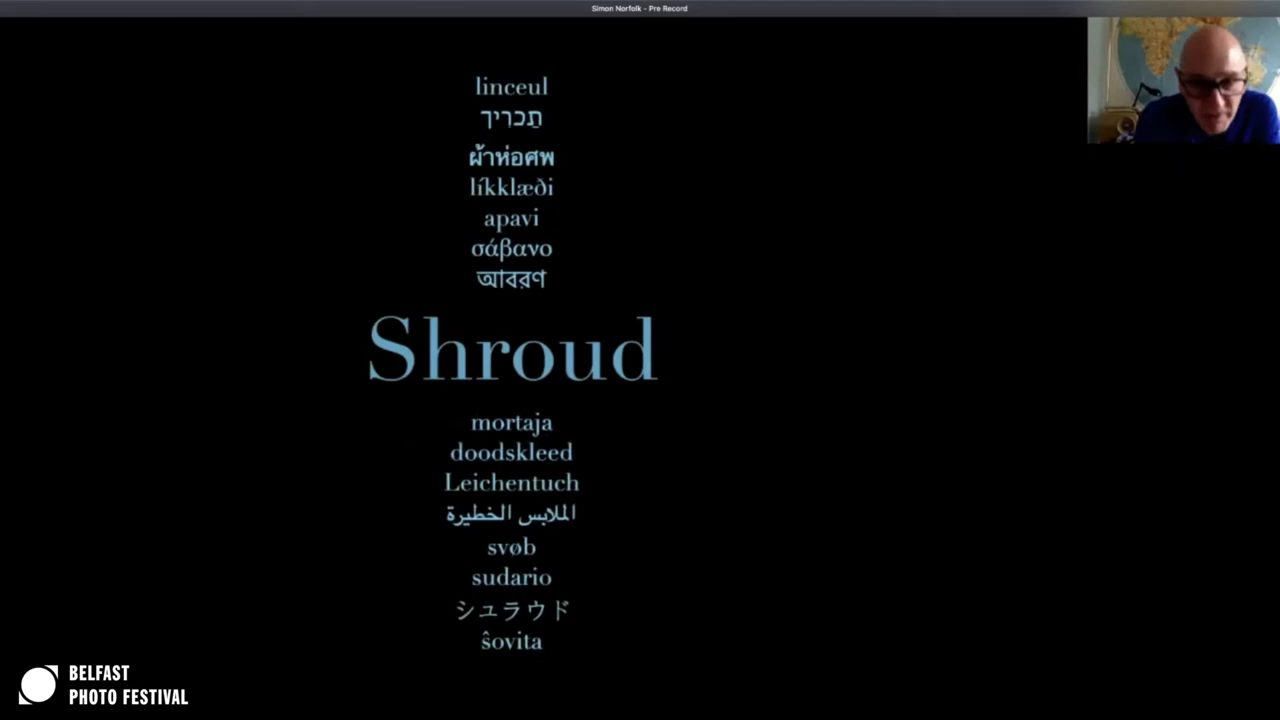 Simon Norfolk - Pre Record
linceul
תַכרִיך
ผ้าห่อศพ
líkklæði
apavi
σάβανο
আবরণ
Shroud
mortaja
doodskleed
Leichentuch
الملابس الخطيرة
svøb
sudario
シュラウド
ŝovita
BELFAST
PHOTO FESTIVAL